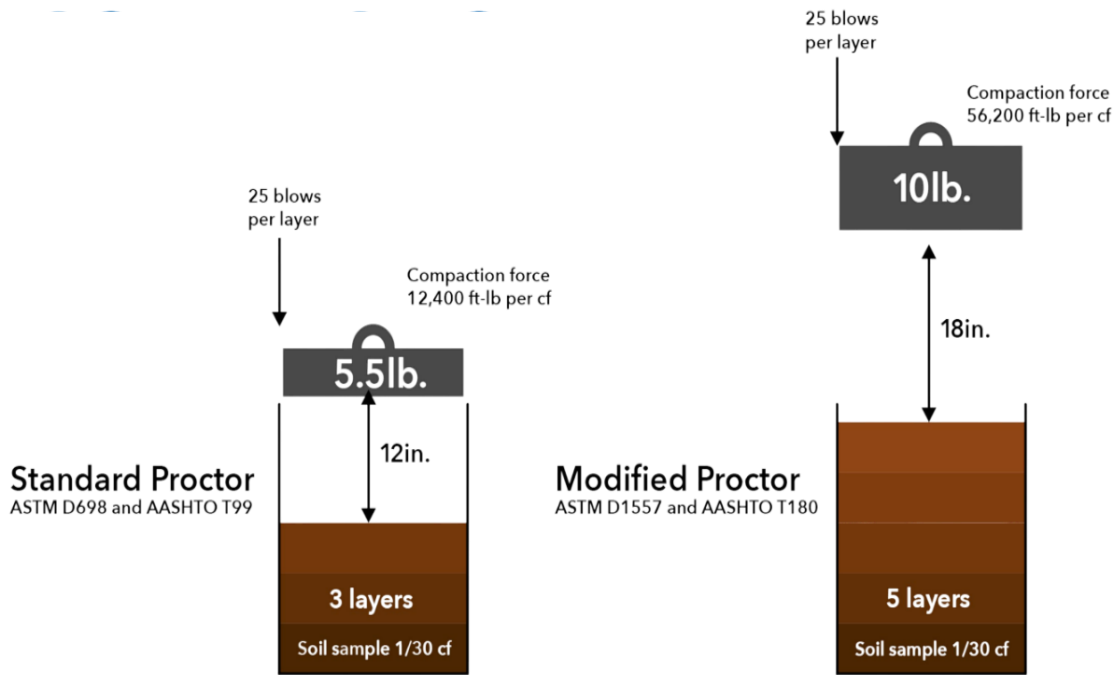 25 blows
per layer
Compaction force
12,400 ft-lb per cf
5.5lb.
12in.
Standard Proctor
ASTM D698 and AASHTO T99
3 layers
Soil sample 1/30 cf
25 blows
per layer
Compaction force
56,200 ft-lb per cf
10lb.
18in.
Modified Proctor
ASTM D1557 and AASHTO T180
5 layers
Soil sample 1/30 cf